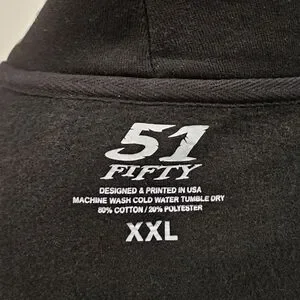 51
FIFTY
DESIGNED & PRINTED IN USA
MACHINE WASH COLD WATER TUMBLE DRY
80% COTTON / 20% POLYESTER
XXL